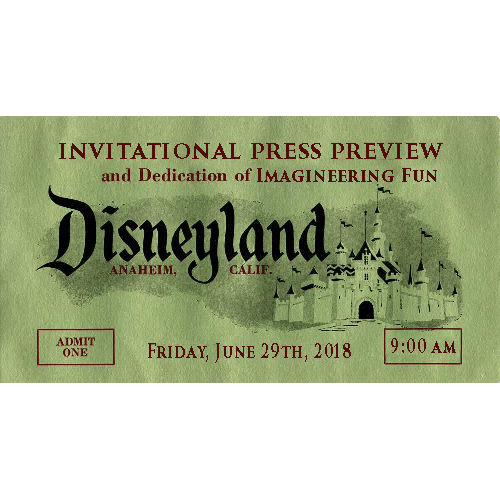 INVITATIONAL PRESS PREVIEW
and Dedication of IMAGINEERING FUN
Disneyland
ANAHEIM, CALIF.
ADMIT
ONE
FRIDAY, JUNE 29TH, 2018
9:00 AM